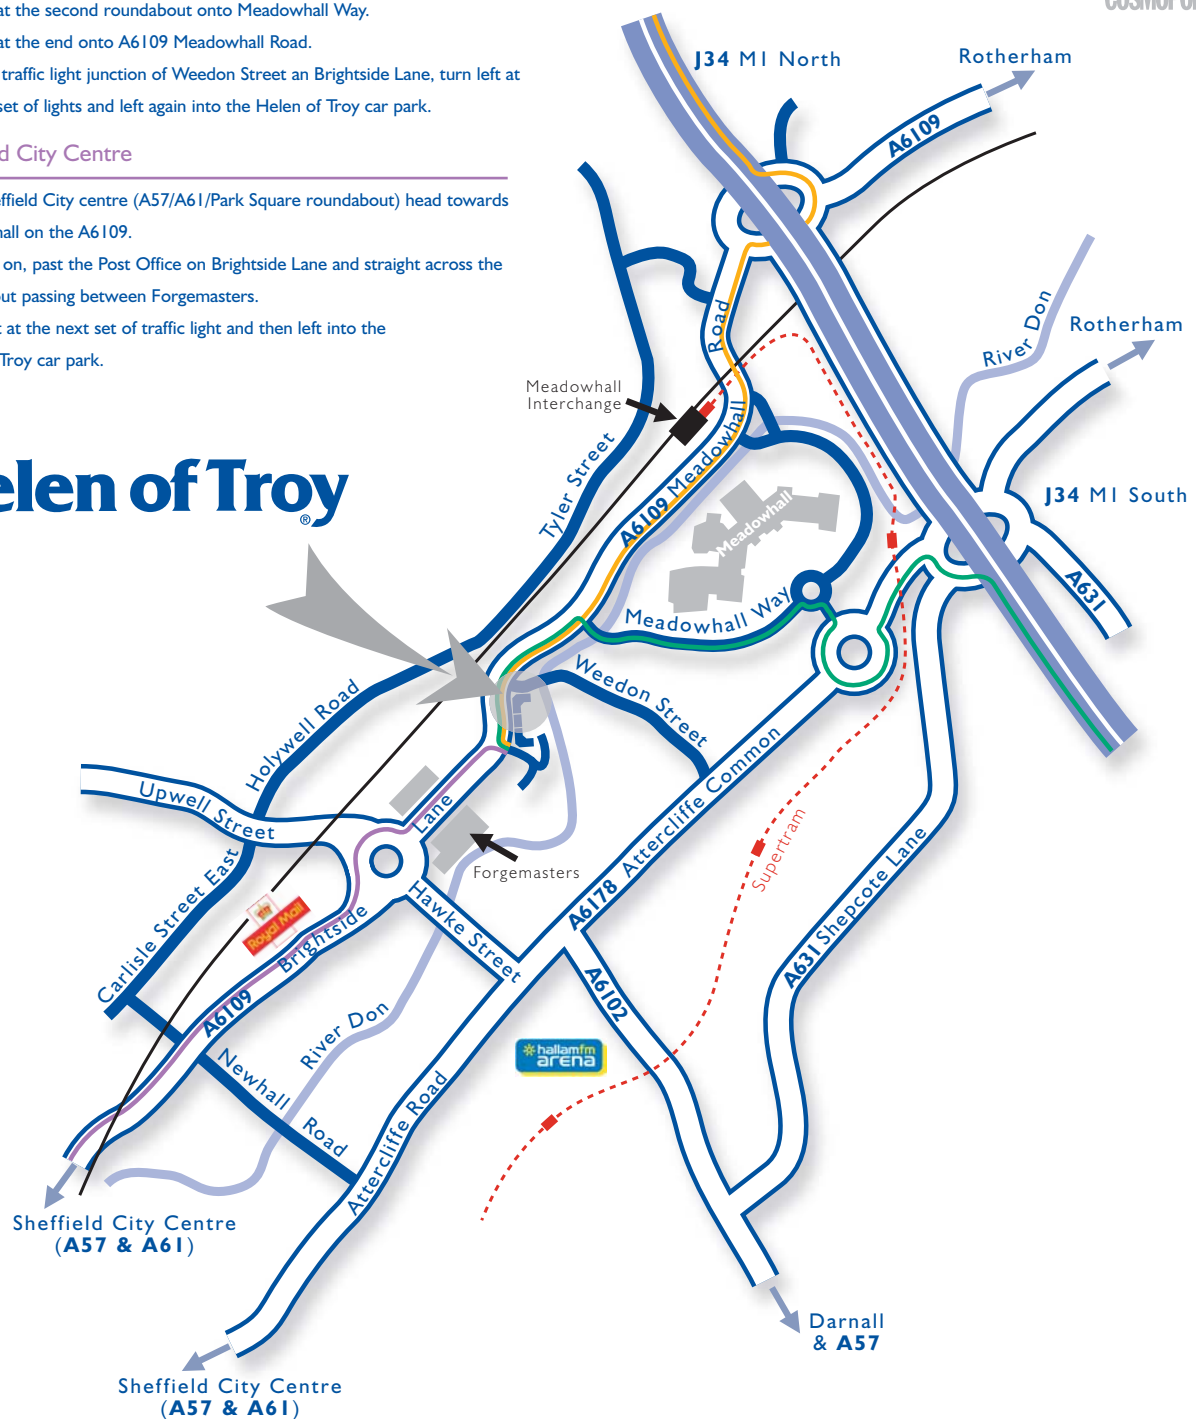 at the second roundabout onto Meadowhall Way.
at the end onto A6109 Meadowhall Road.
traffic light junction of Weedon Street an Brightside Lane, turn left at
set of lights and left again into the Helen of Troy car park.
d City Centre
effield City centre (A57/A61/Park Square roundabout) head towards
hall on the A6109.
on, past the Post Office on Brightside Lane and straight across the
out passing between Forgemasters.
at the next set of traffic light and then left into the
Troy car park.
elen of Troy®
J34 M1 North
Rotherham
A6109
River Don
Rotherham
Road
Meadowhall
Interchange
Tyler Street
A6109 Meadowhall
Meadowhall
J34 M1 South
A631
Meadowhall Way
Weedon Street
Holywell Road
Upwell Street
Lane
Attercliffe Common
Supertram
Forgemasters
Carlisle Street East
Royal Mail
Brightside
Hawke Street
A6178
A631 Shepcote Lane
A6102
A6109
River Don
hallamfm
arena
Newhall Road
Attercliffe Road
Sheffield City Centre
(A57 & A61)
Darnall
& A57
Sheffield City Centre
(A57 & A61)